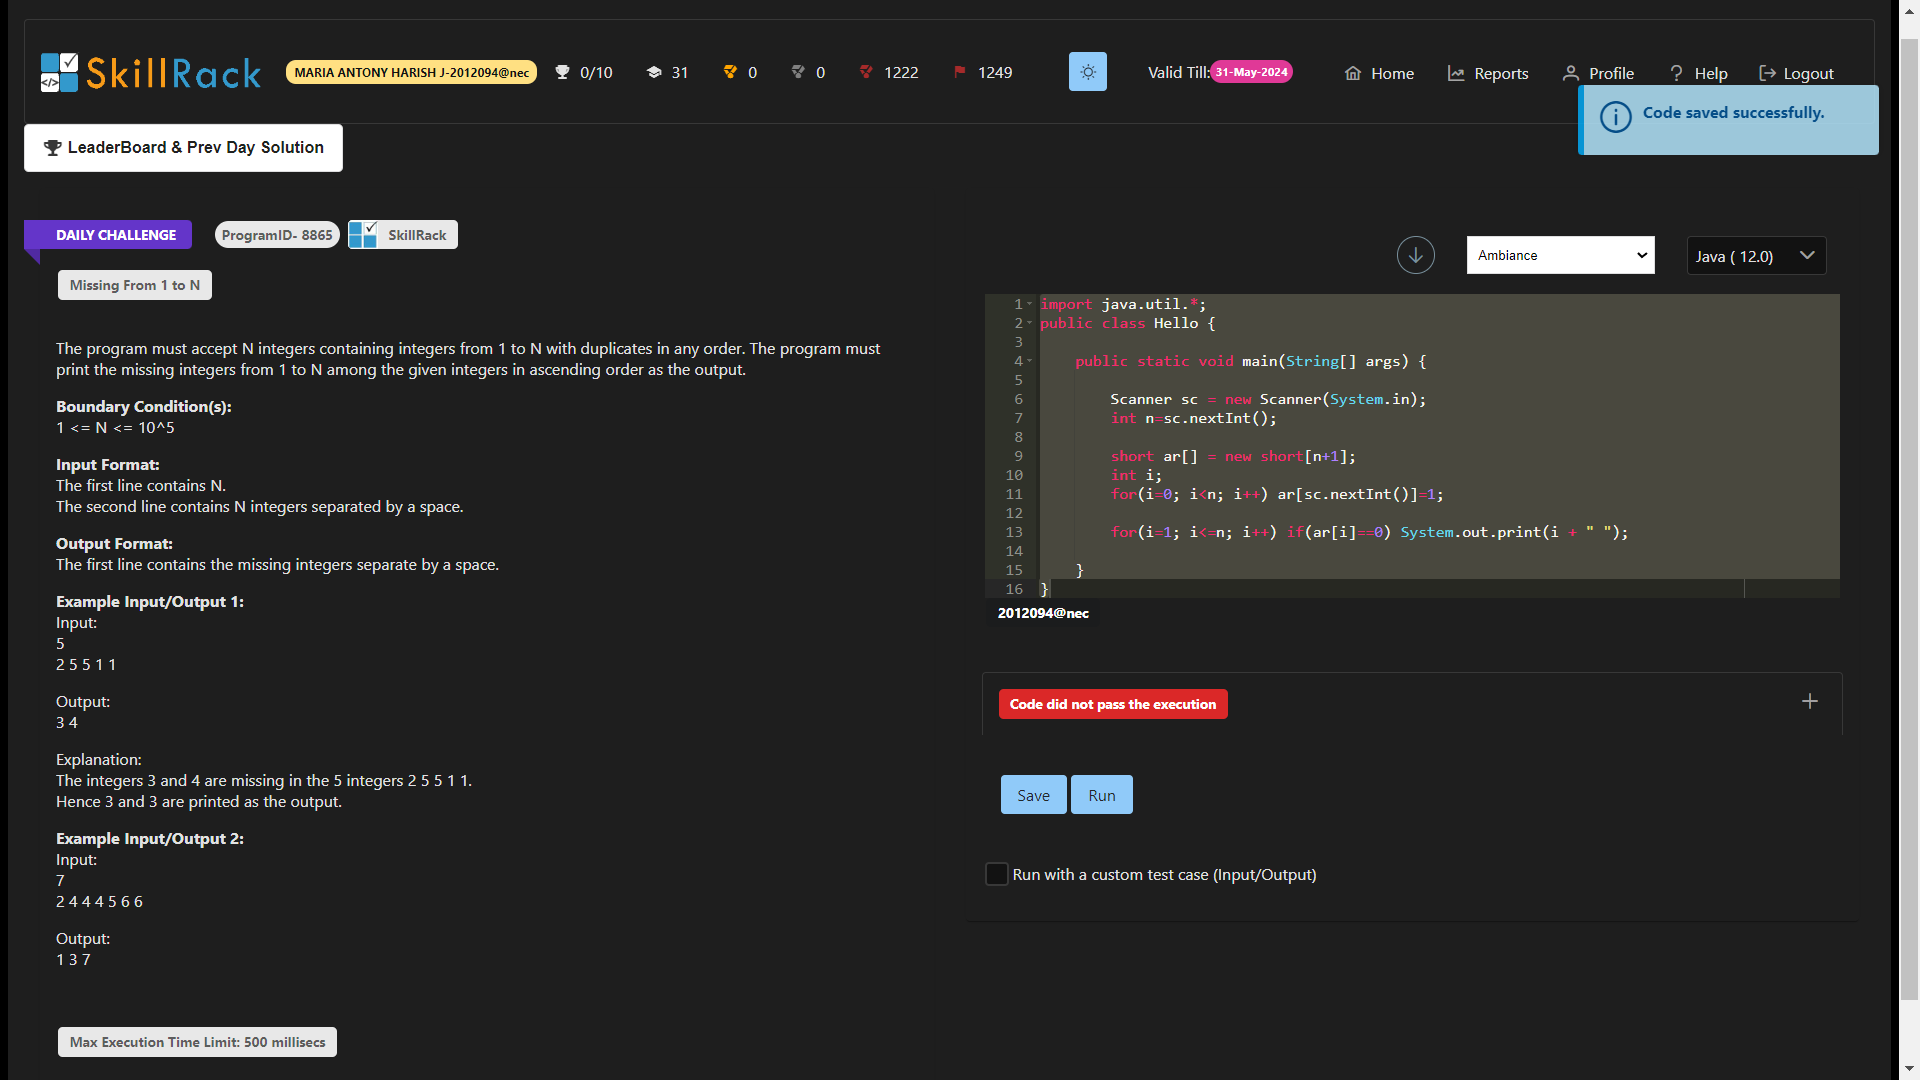 SkillRack
MARIA ANTONY HARISH J-2012094@nec
0/10
31
0
0
1222
1249
Valid Till:31-May-2024
Home
Reports
Profile
Help
Logout
Code saved successfully.
LeaderBoard & Prev Day Solution
DAILY CHALLENGE
ProgramID- 8865
SkillRack
Missing From 1 to N
The program must accept N integers containing integers from 1 to N with duplicates in any order. The program must
print the missing integers from 1 to N among the given integers in ascending order as the output.
Boundary Condition(s):
1 <= N <= 10^5
Input Format:
The first line contains N.
The second line contains N integers separated by a space.
Output Format:
The first line contains the missing integers separate by a space.
Example Input/Output 1:
Input:
5
2 5 5 1 1
Output:
3 4
Explanation:
The integers 3 and 4 are missing in the 5 integers 2 5 5 1 1.
Hence 3 and 3 are printed as the output.
Example Input/Output 2:
Input:
7
2 4 4 4 5 6 6
Output:
1 3 7
Max Execution Time Limit: 500 millisecs
Ambiance
Java ( 12.0)
1 import java.util.*;
2 public class Hello {
3
4     public static void main(String[] args) {
5
6         Scanner sc = new Scanner(System.in);
7         int n=sc.nextInt();
8
9         short ar[] = new short[n+1];
10         int i;
11         for(i=0; i<n; i++) ar[sc.nextInt()]=1;
12
13         for(i=1; i<=n; i++) if(ar[i]==0) System.out.print(i + " ");
14
15     }
16 }
2012094@nec
Code did not pass the execution
Save
Run
Run with a custom test case (Input/Output)